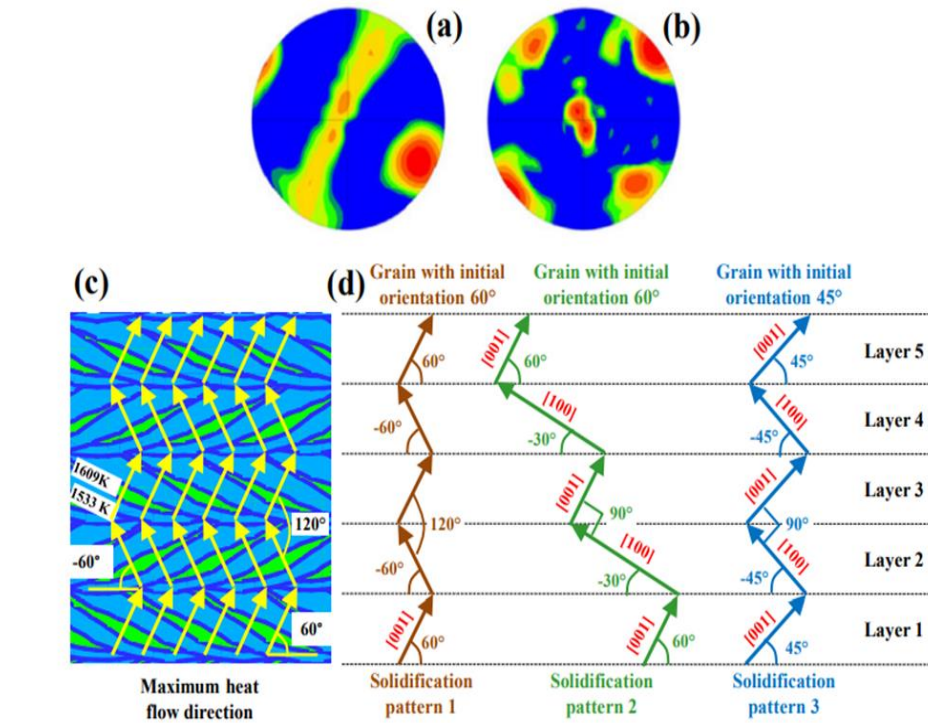 (a)
(b)
(c)
(d)
Grain with initial
orientation 60°
Grain with initial
orientation 60°
Grain with initial
orientation 45°
60°
[001]
60°
[001]
45°
Layer 5
-60°
[100]
-30°
[100]
-45°
Layer 4
1609K
1533 K
120°
120°
[001]
90°
[001]
90°
Layer 3
-60°
-60°
[100]
-30°
[100]
-45°
Layer 2
60°
[001]
60°
[001]
60°
[001]
45°
Layer 1
Maximum heat
flow direction
Solidification
pattern 1
Solidification
pattern 2
Solidification
pattern 3